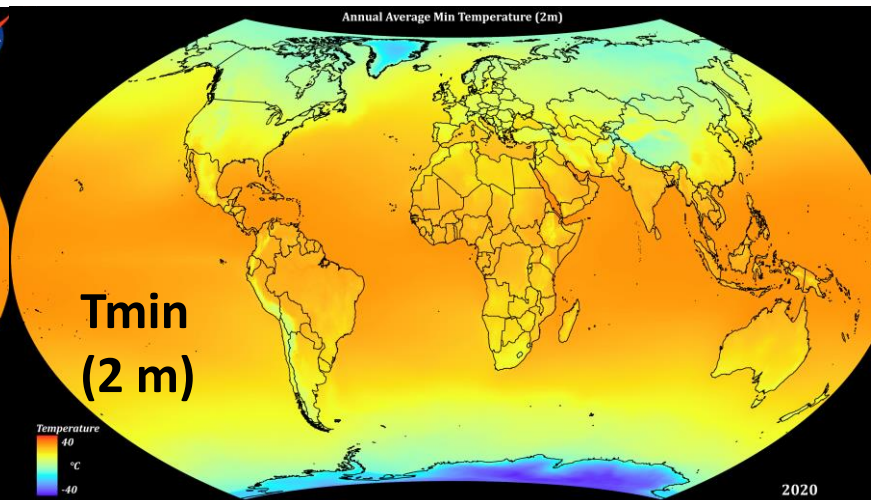 Annual Average Min Temperature (2m)
Tmin
(2 m)
Temperature
40
°C
-40
2020